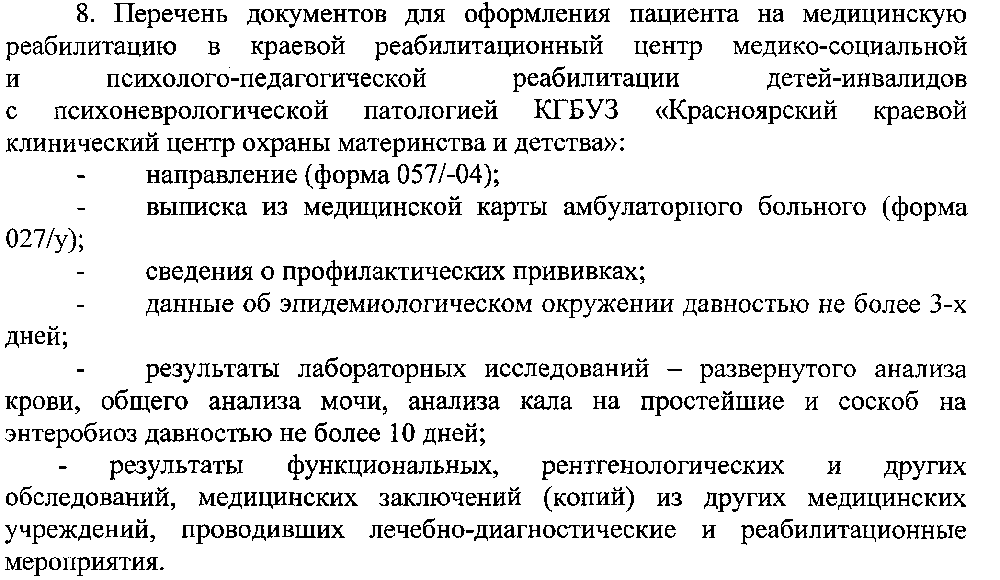 8. Перечень документов для оформления пациента на медицинскую
реабилитацию в краевой реабилитационный центр медико-социальной
и психолого-педагогической реабилитации детей-инвалидов
с психоневрологической патологией КГБУЗ «Красноярский краевой
клинический центр охраны материнства и детства»:
- направление (форма 057/-04);
- выписка из медицинской карты амбулаторного больного (форма
027/у);
- сведения о профилактических прививках;
- данные об эпидемиологическом окружении давностью не более 3-х
дней;
- результаты лабораторных исследований – развернутого анализа
крови, общего анализа мочи, анализа кала на простейшие и соскоб на
энтеробиоз давностью не более 10 дней;
- результаты функциональных, рентгенологических и других
обследований, медицинских заключений (копий) из других медицинских
учреждений, проводивших лечебно-диагностические и реабилитационные
мероприятия.